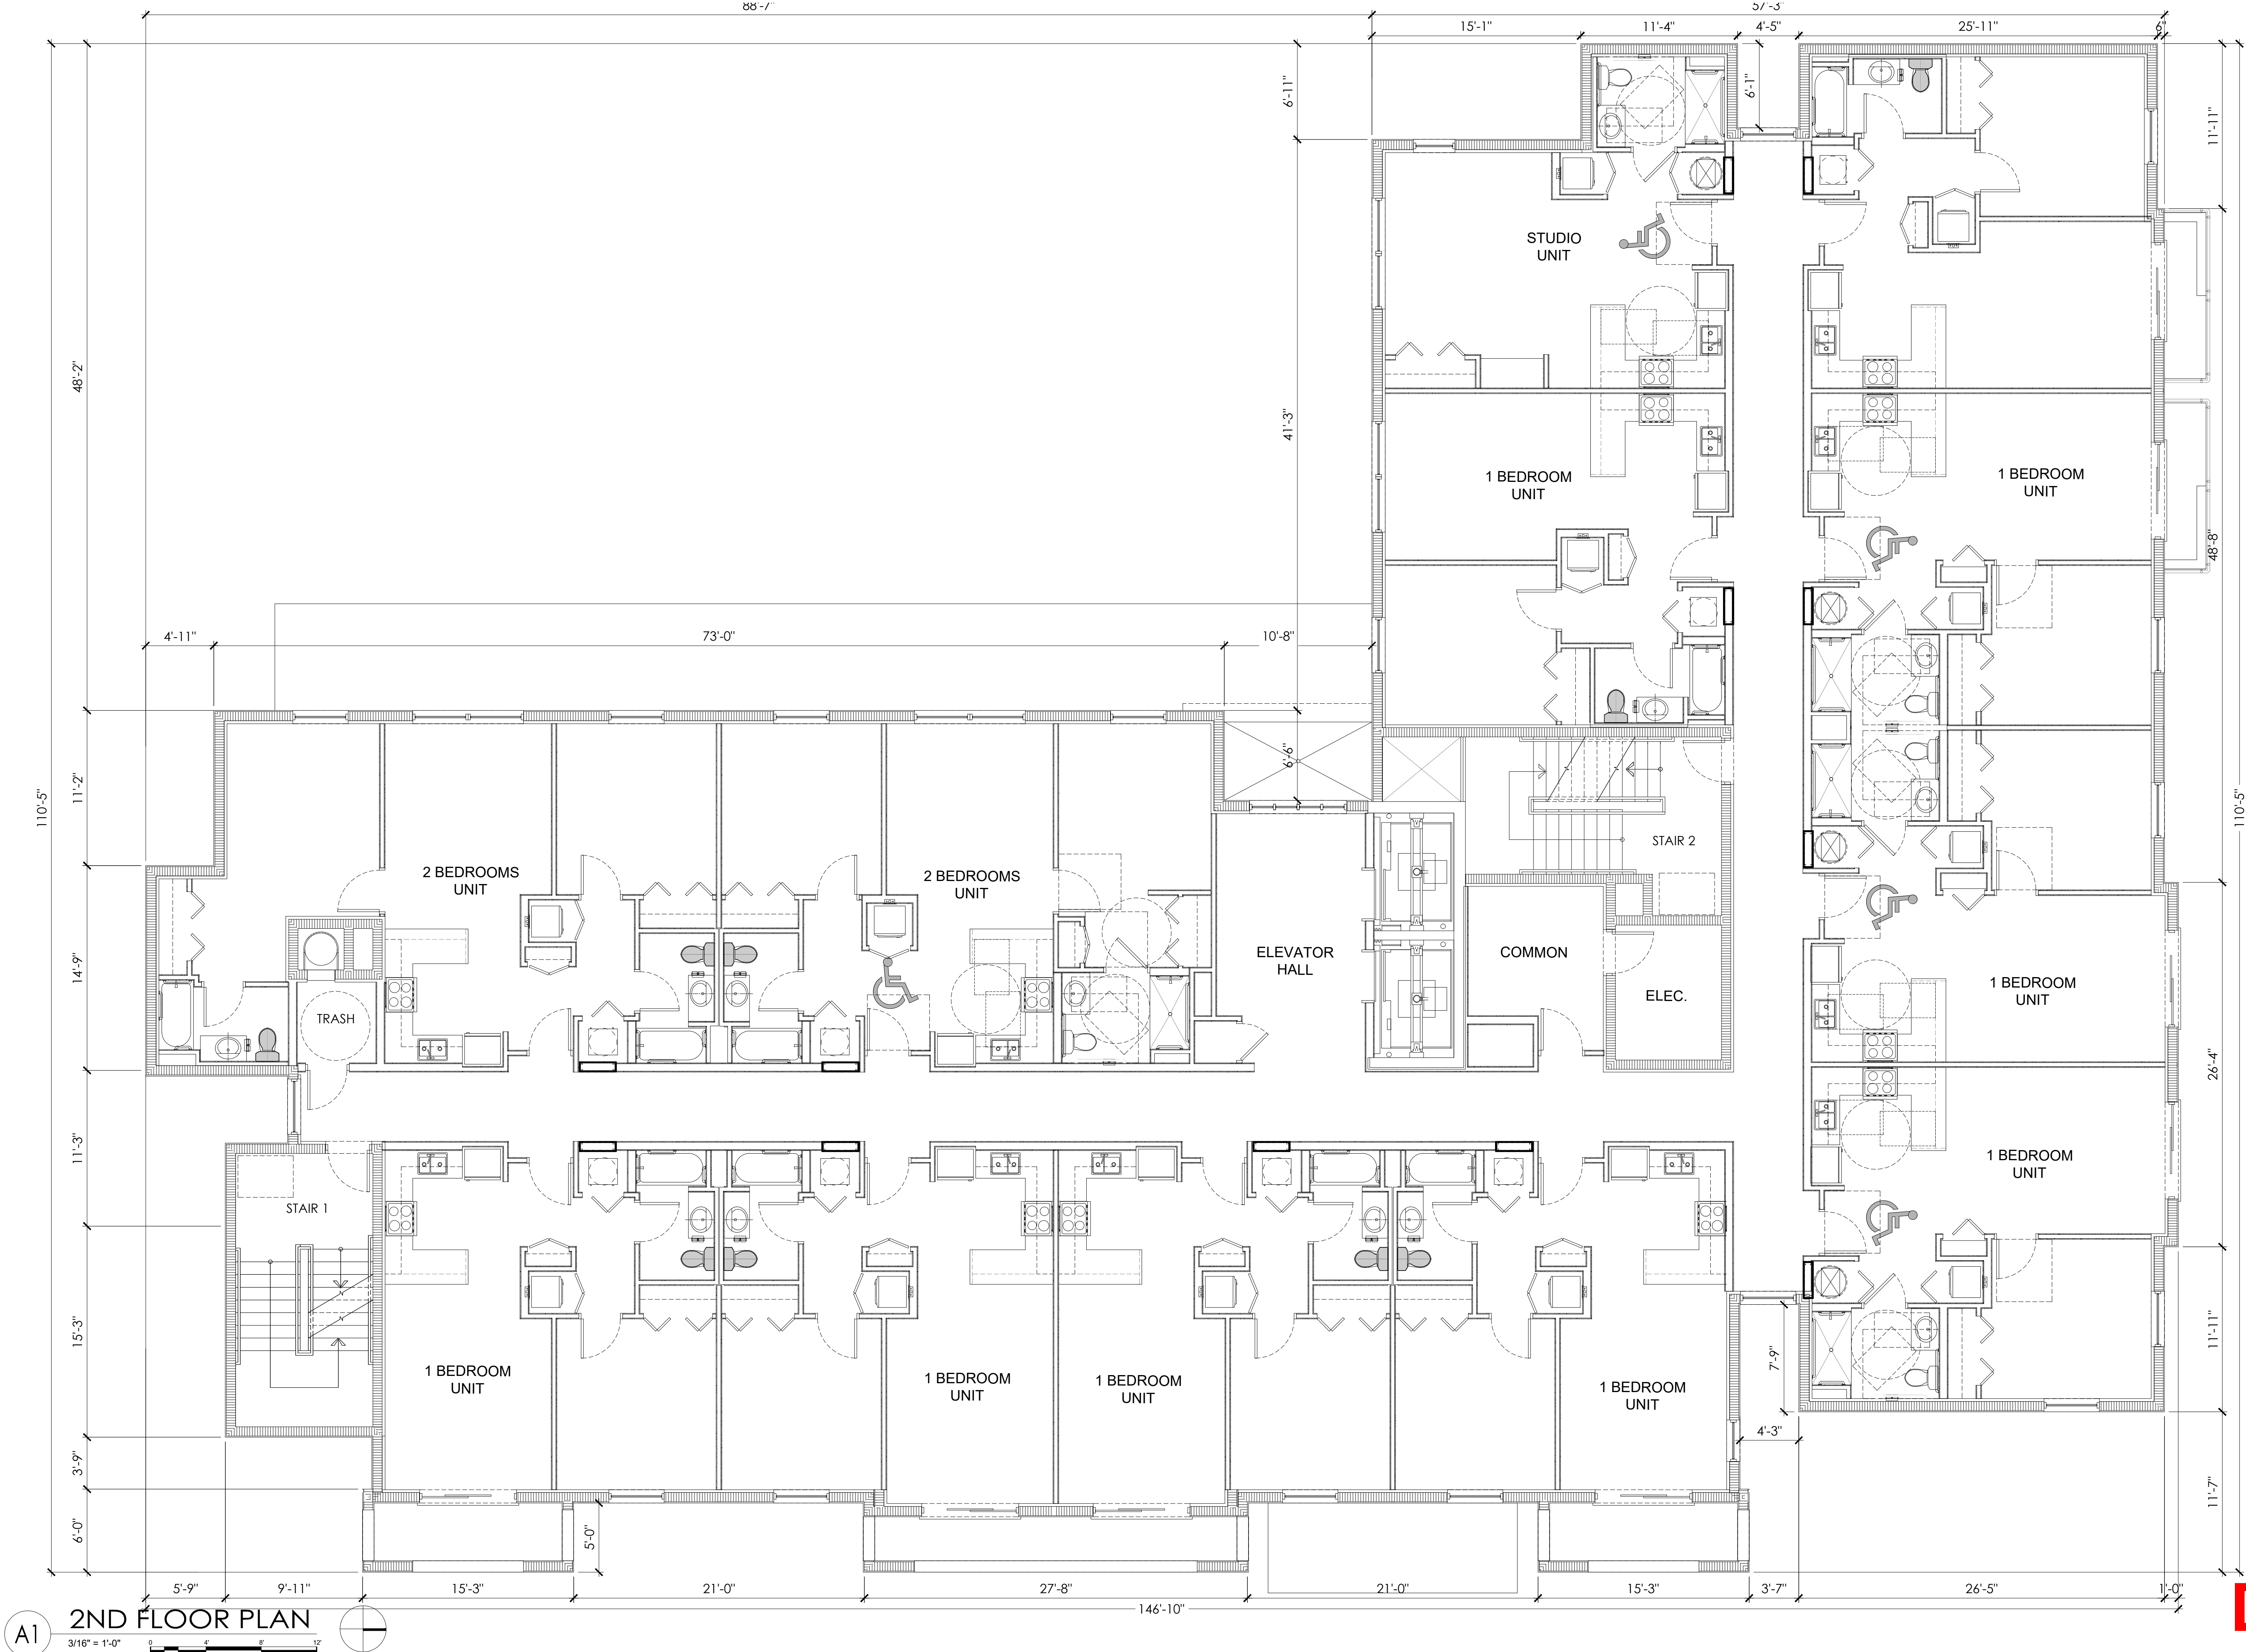 88'-7"
57'-3"
15'-1"
11'-4"
4'-5"
25'-11"
6"
6'-11"
6'-1"
11'-11"
STUDIO
UNIT
48'-2"
41'-3"
1 BEDROOM
UNIT
1 BEDROOM
UNIT
48'-8"
4'-11"
73'-0"
10'-8"
6'-6"
11'-2"
110'-5"
110'-5"
STAIR 2
2 BEDROOMS
UNIT
2 BEDROOMS
UNIT
14'-9"
ELEVATOR
HALL
COMMON
ELEC.
1 BEDROOM
UNIT
TRASH
26'-4"
11'-3"
1 BEDROOM
UNIT
STAIR 1
15'-3"
11'-11"
7'-9"
1 BEDROOM
UNIT
1 BEDROOM
UNIT
1 BEDROOM
UNIT
1 BEDROOM
UNIT
4'-3"
3'-9"
11'-7"
6'-0"
5'-0"
5'-9"
9'-11"
15'-3"
21'-0"
27'-8"
21'-0"
15'-3"
3'-7"
26'-5"
1'-0"
146'-10"
A1
2ND FLOOR PLAN
3/16" = 1'-0"
0 4' 8' 12'